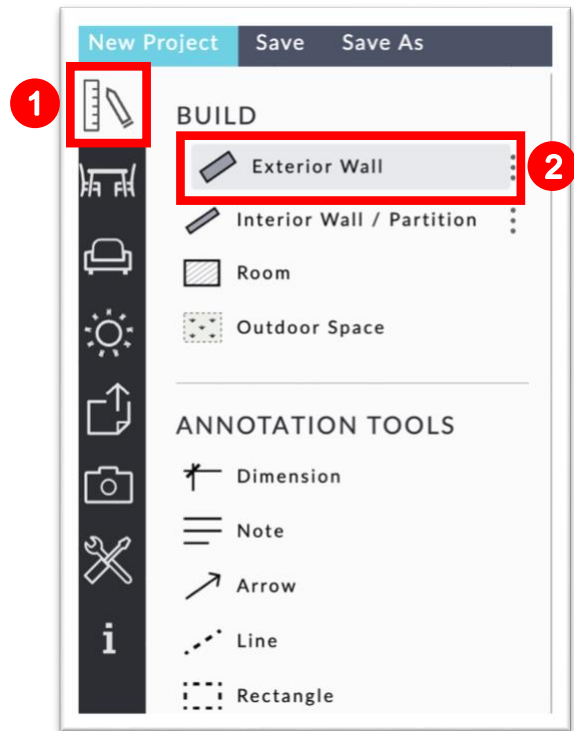 New Project Save Save As
1
BUILD
Exterior Wall
2
Interior Wall / Partition
Room
Outdoor Space
ANNOTATION TOOLS
Dimension
Note
Arrow
i
Line
Rectangle